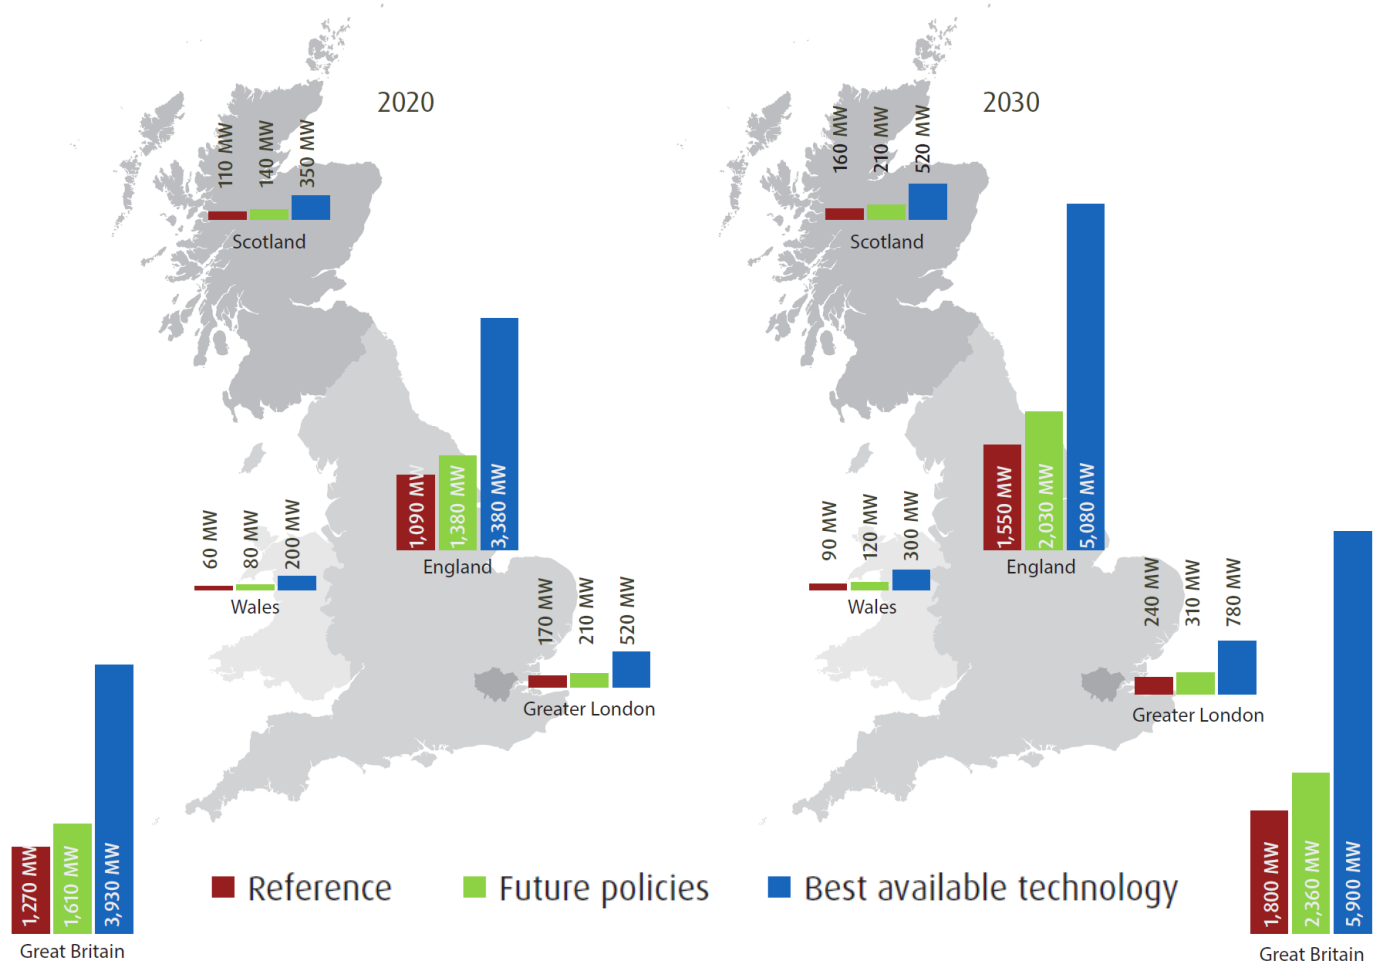 2020
2030
110 MW
140 MW
350 MW
Scotland
160 MW
210 MW
520 MW
Scotland
1,090 MW
1,380 MW
3,380 MW
England
1,550 MW
2,030 MW
5,080 MW
England
60 MW
80 MW
200 MW
Wales
90 MW
120 MW
300 MW
Wales
170 MW
210 MW
520 MW
Greater London
240 MW
310 MW
780 MW
Greater London
1,270 MW
1,610 MW
3,930 MW
Great Britain
Reference
Future policies
Best available technology
1,800 MW
2,360 MW
5,900 MW
Great Britain